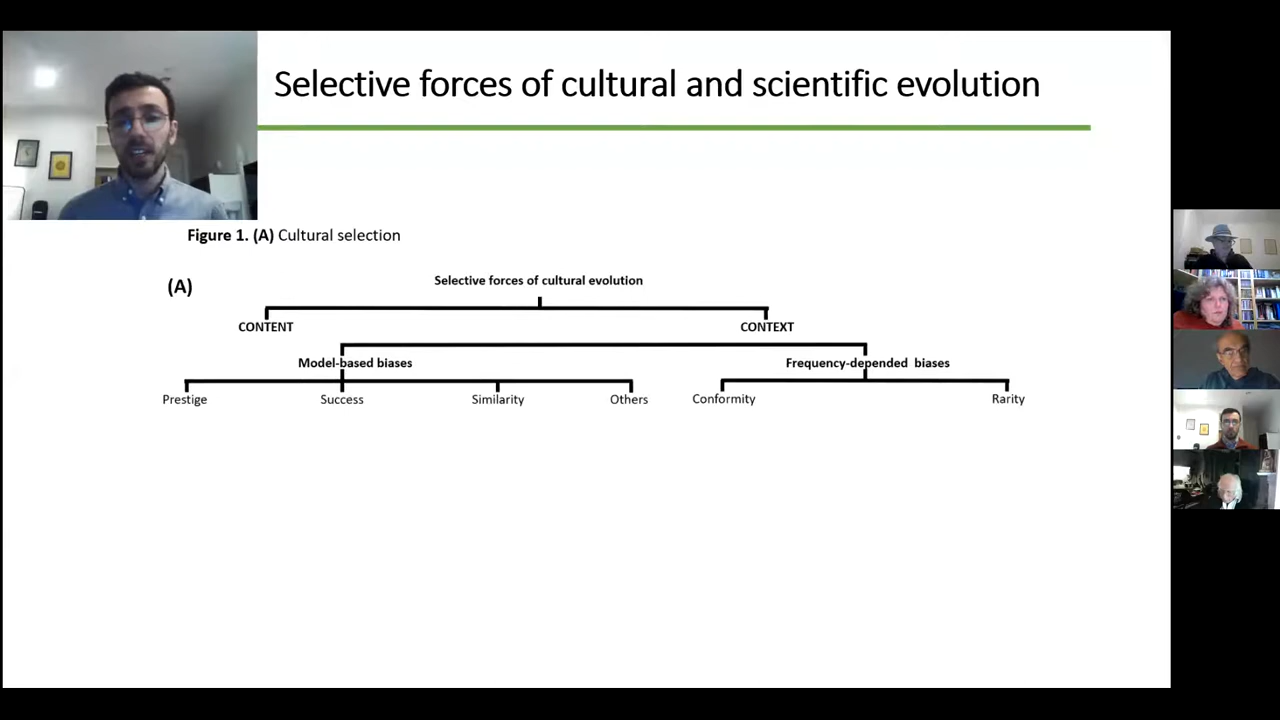 Selective forces of cultural and scientific evolution
Figure 1. (A) Cultural selection
(A)
Selective forces of cultural evolution
CONTENT
CONTEXT
Model-based biases
Frequency-depended biases
Prestige
Success
Similarity
Others
Conformity
Rarity